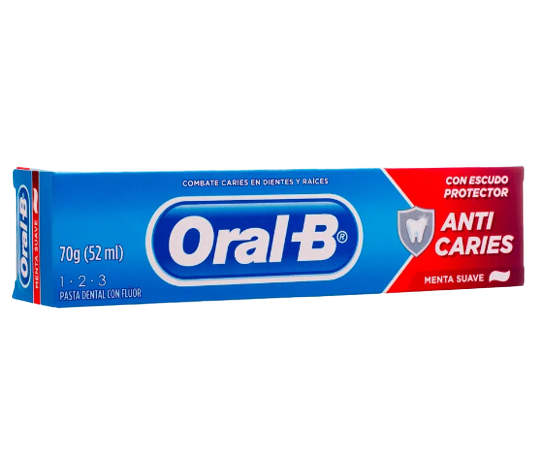 COMBATE CARIES EN DIENTES Y RAÍCES
Oral-B®
70g (52 ml)
1 · 2 · 3
PASTA DENTAL CON FLUOR
CON ESCUDO
PROTECTOR
ANTI
CARIES
MENTA SUAVE
Oral-B
MENTA SUAVE